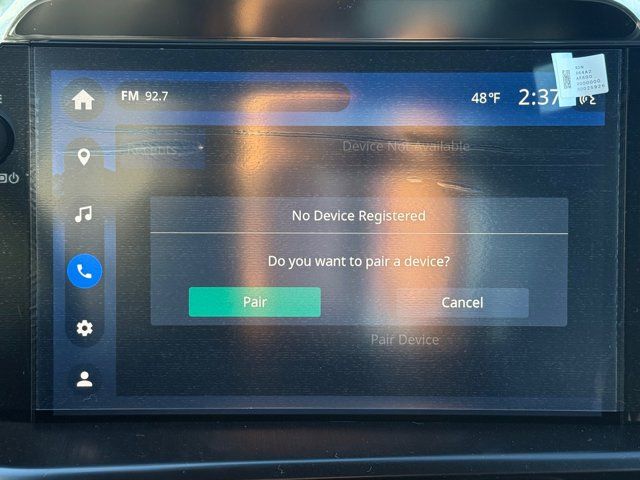 FM 92.7
48°F 2:37
Device Not Available
No Device Registered
Do you want to pair a device?
Pair
Cancel
Pair Device